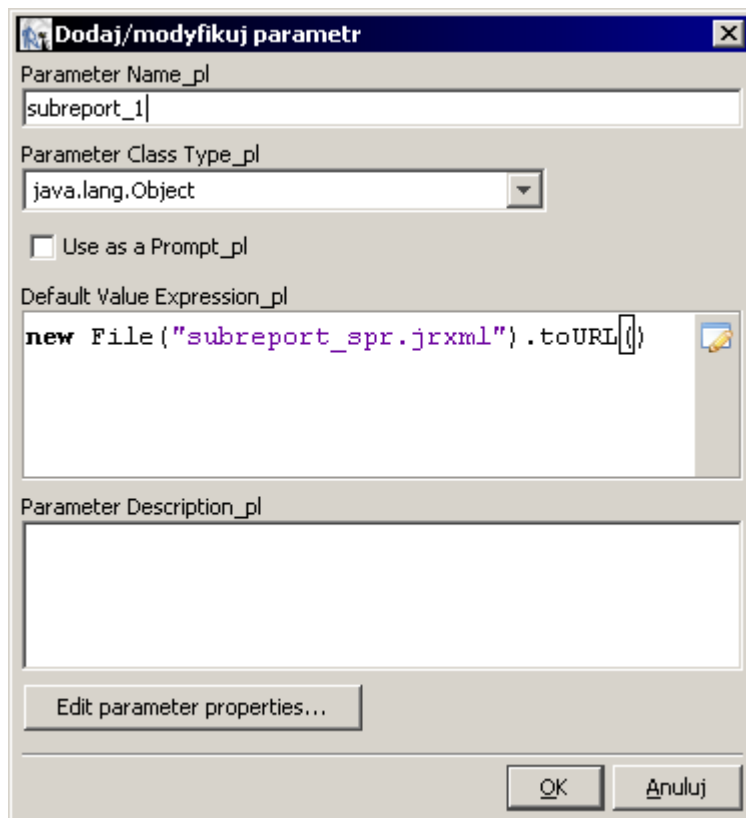 Dodaj/modyfikuj parametr
Parameter Name_pl
subreport_1
Parameter Class Type_pl
java.lang.Object
Use as a Prompt_pl
Default Value Expression_pl
new File("subreport_spr.jrxml").toURL()
Parameter Description_pl
Edit parameter properties...
OK
Anuluj